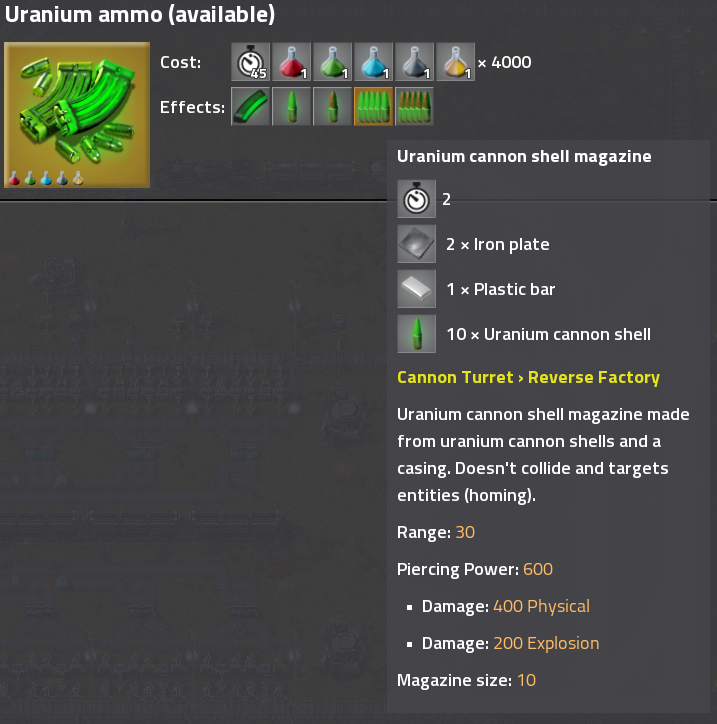 Uranium ammo (available)
Cost: 45 1 1 1 1 1 × 4000
Effects:
Uranium cannon shell magazine
2
2 × Iron plate
1 × Plastic bar
10 × Uranium cannon shell
Cannon Turret › Reverse Factory
Uranium cannon shell magazine made
from uranium cannon shells and a
casing. Doesn't collide and targets
entities (homing).
Range: 30
Piercing Power: 600
▪ Damage: 400 Physical
▪ Damage: 200 Explosion
Magazine size: 10